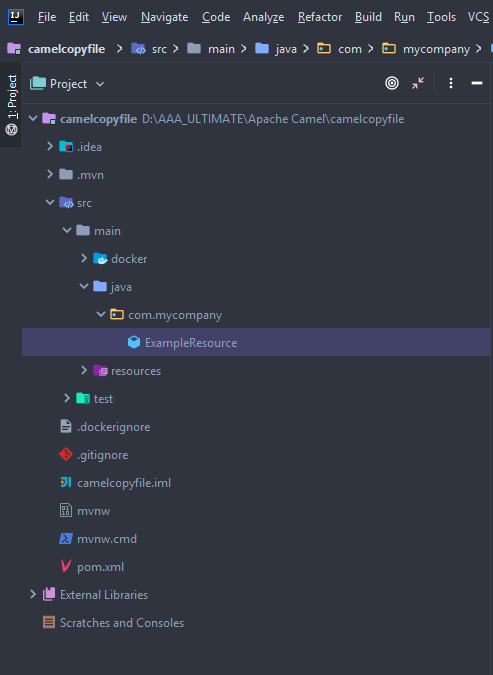 IJ File Edit View Navigate Code Analyze Refactor Build Run Tools VCS
camelcopyfile > src > main > java > com > mycompany >
1: Project
Project
camelcopyfile D:\AAA_ULTIMATE\Apache Camel\camelcopyfile
.idea
.mvn
src
main
docker
java
com.mycompany
ExampleResource
resources
test
.dockerignore
.gitignore
camelcopyfile.iml
mvnw
mvnw.cmd
pom.xml
External Libraries
Scratches and Consoles